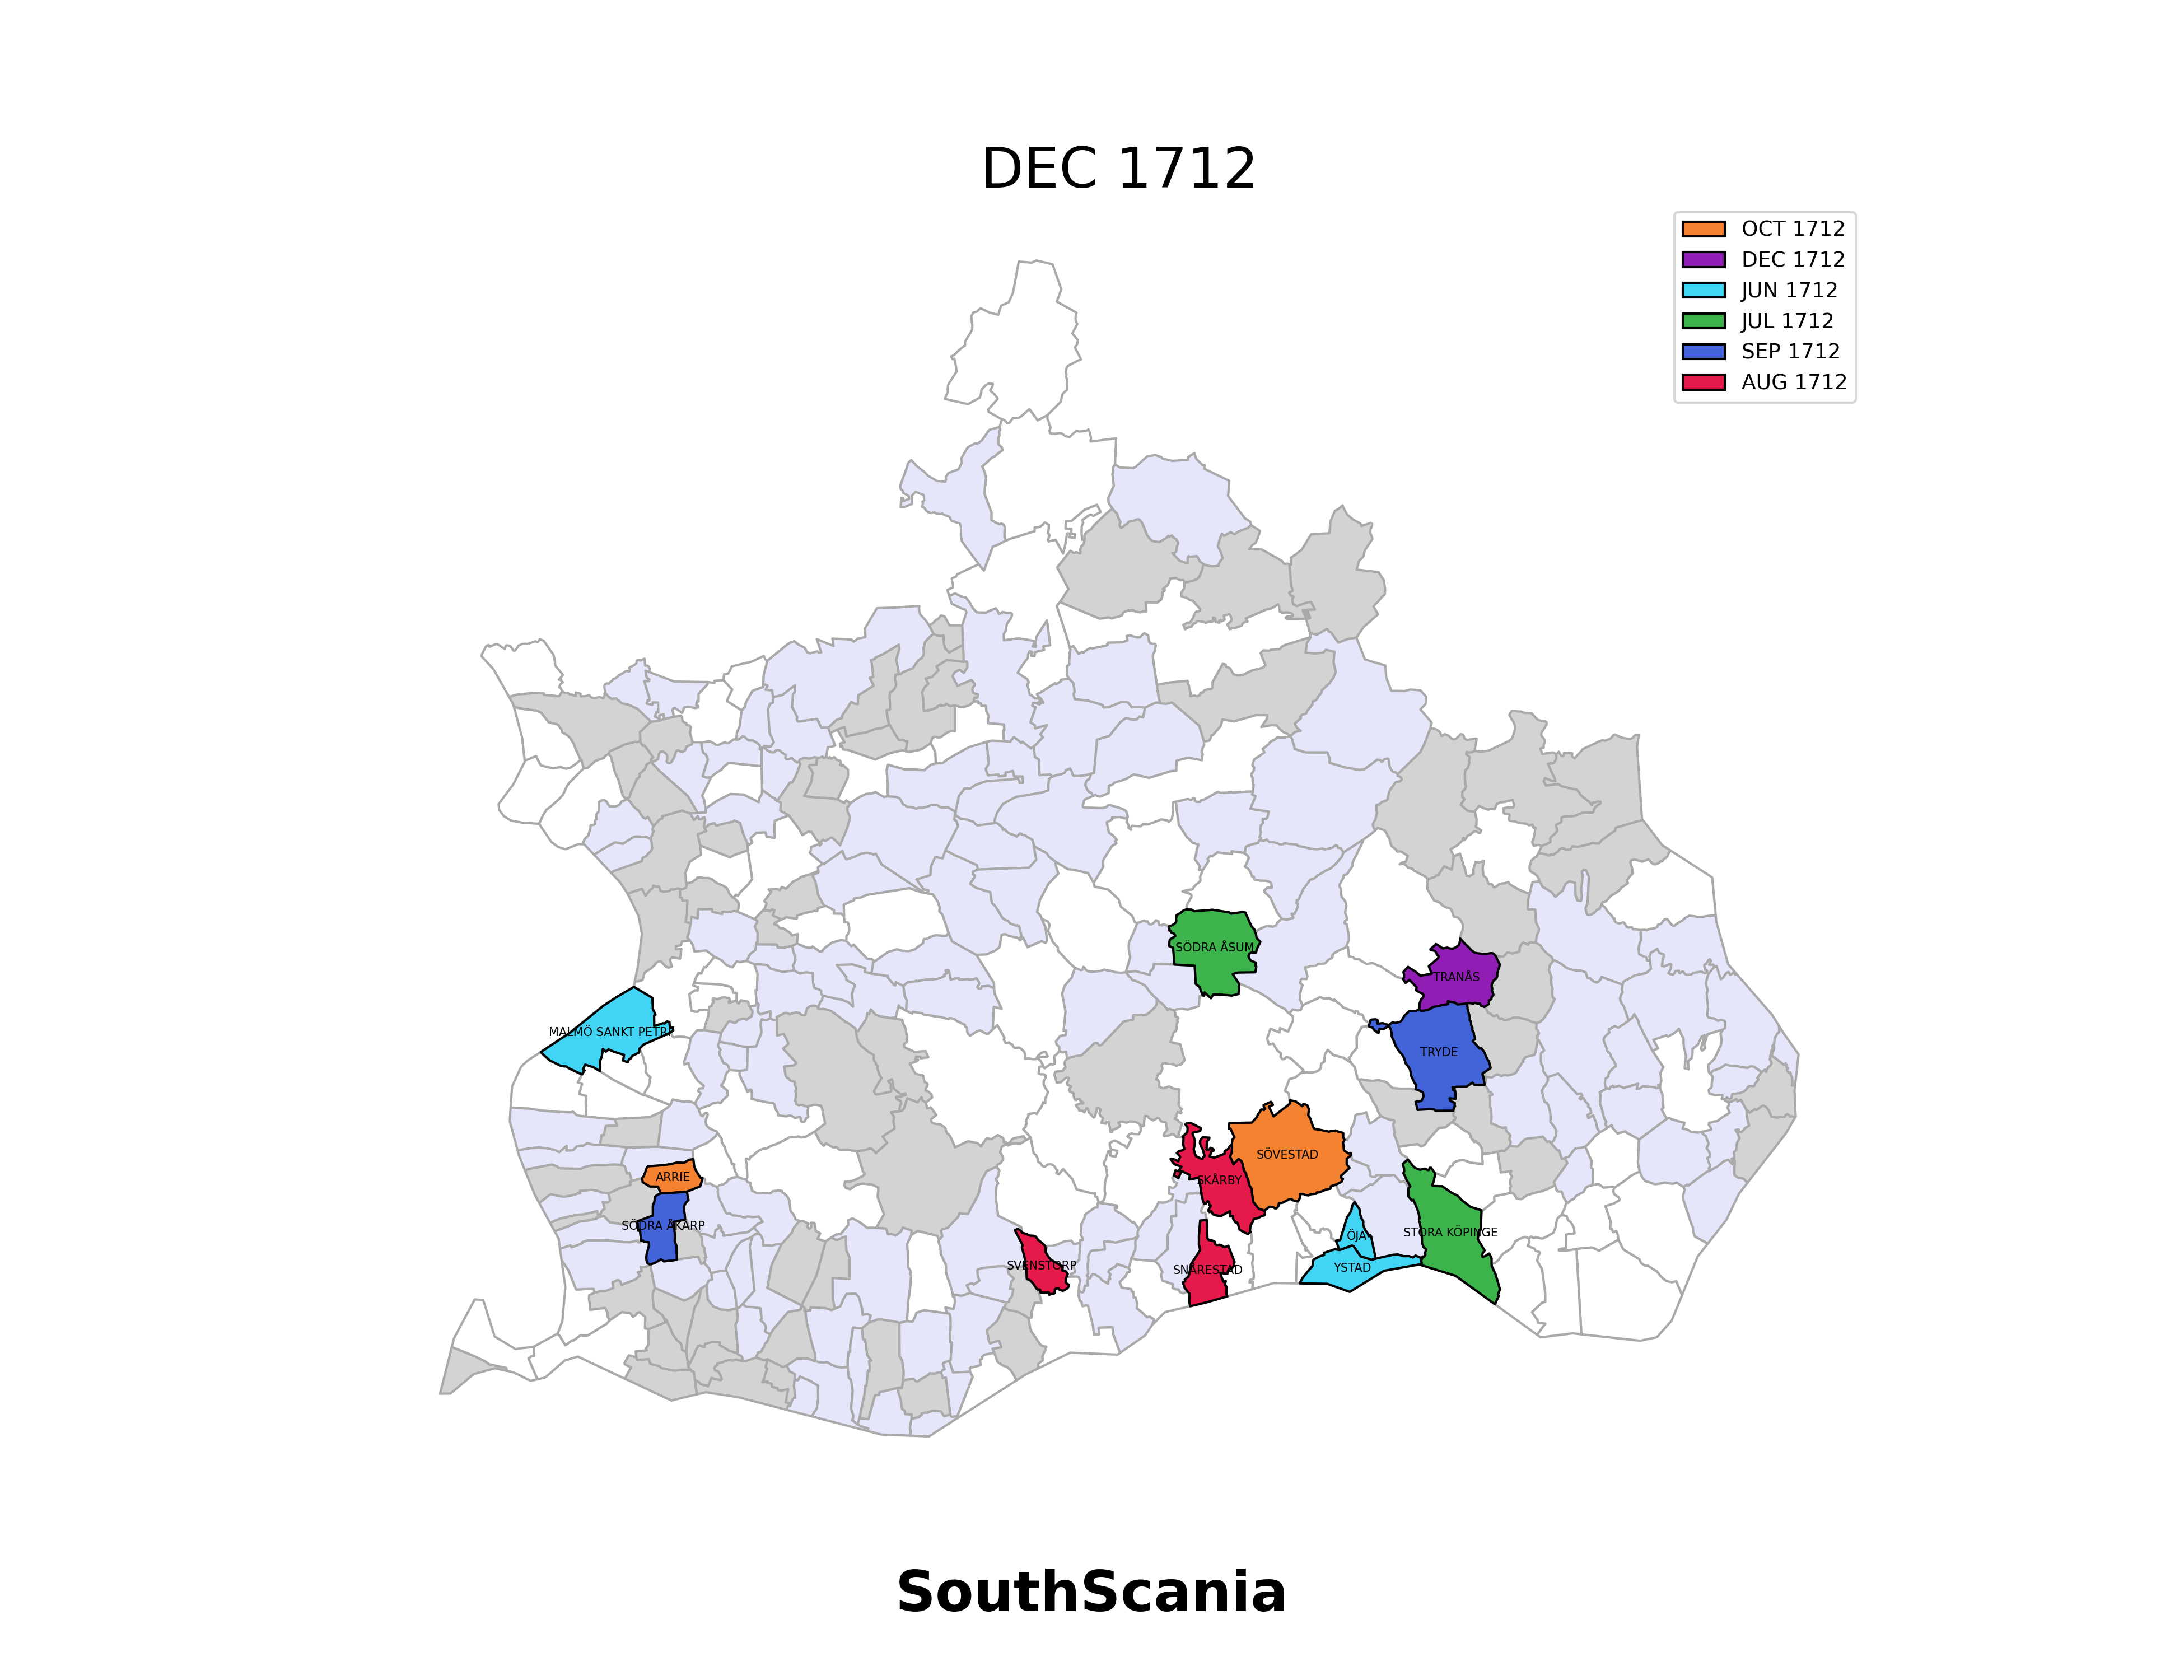 DEC 1712
OCT 1712
DEC 1712
JUN 1712
JUL 1712
SEP 1712
AUG 1712
SÖDRA ÅSUM
TRANÅS
MALMÖ SANKT PETRI
TRYDE
SÖVESTAD
ARRIE
SKÅRBY
SÖDRA ÅKARP
STORA KÖPINGE
ÖJA
SVENSTORP
YSTAD
SNÅRESTAD
SouthScania